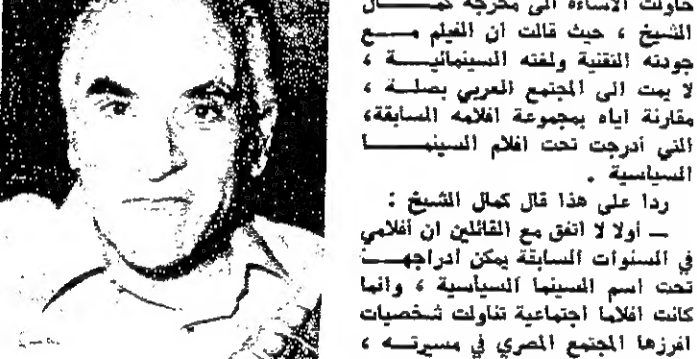 حاولت الاساءة الى مخرجه كمال
الشيخ ، حيث قالت ان الفيلم مع
جودته التقنية ولغته السينمائية ،
لا يمت الى المجتمع العربي بصلة ،
مقارنة اياه بمجموعة افلامه السابقة،
التي أدرجت تحت افلام السينما
السياسية .
ردا على هذا قال كمال الشيخ :
— أولا لا اتفق مع القائلين ان أفلامي
في السنوات السابقة يمكن ادراجها
تحت اسم السينما السياسية ، وانما
كانت افلاما اجتماعية تناولت شخصيات
افرزها المجتمع المصري في مسيرته ،